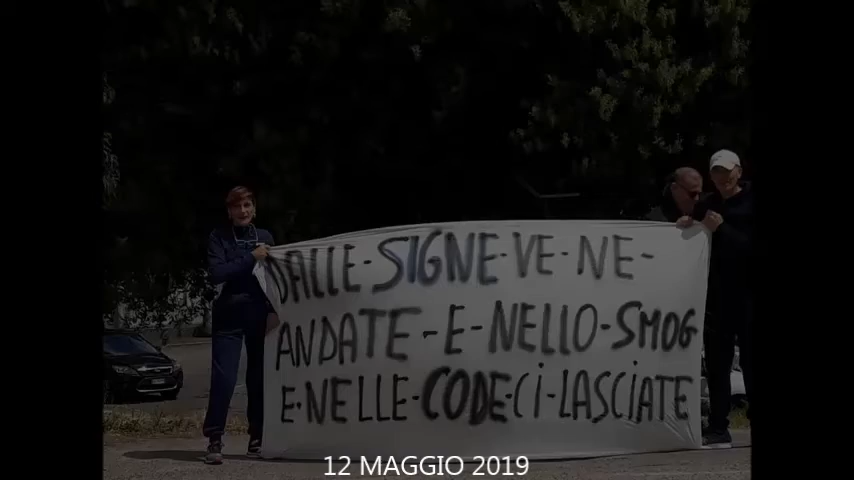 DALLE-SIGNE-VE-NE-
ANDATE-E-NELLO-SMOG
E-NELLE-CODE-CI-LASCIATE
12 MAGGIO 2019